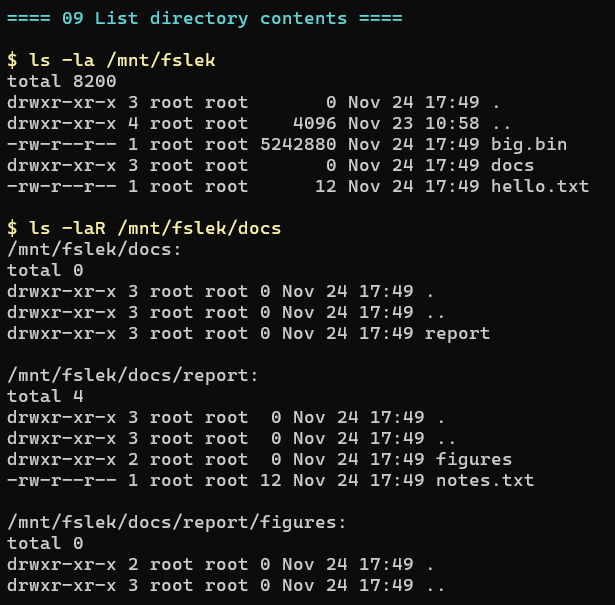 ==== 09 List directory contents ====
$ ls -la /mnt/fslek
total 8200
drwxr-xr-x 3 root root       0 Nov 24 17:49 .
drwxr-xr-x 4 root root    4096 Nov 23 10:58 ..
-rw-r--r-- 1 root root 5242880 Nov 24 17:49 big.bin
drwxr-xr-x 3 root root       0 Nov 24 17:49 docs
-rw-r--r-- 1 root root      12 Nov 24 17:49 hello.txt
$ ls -laR /mnt/fslek/docs
/mnt/fslek/docs:
total 0
drwxr-xr-x 3 root root 0 Nov 24 17:49 .
drwxr-xr-x 3 root root 0 Nov 24 17:49 ..
drwxr-xr-x 3 root root 0 Nov 24 17:49 report
/mnt/fslek/docs/report:
total 4
drwxr-xr-x 3 root root  0 Nov 24 17:49 .
drwxr-xr-x 3 root root  0 Nov 24 17:49 ..
drwxr-xr-x 2 root root  0 Nov 24 17:49 figures
-rw-r--r-- 1 root root 12 Nov 24 17:49 notes.txt
/mnt/fslek/docs/report/figures:
total 0
drwxr-xr-x 2 root root 0 Nov 24 17:49 .
drwxr-xr-x 3 root root 0 Nov 24 17:49 ..